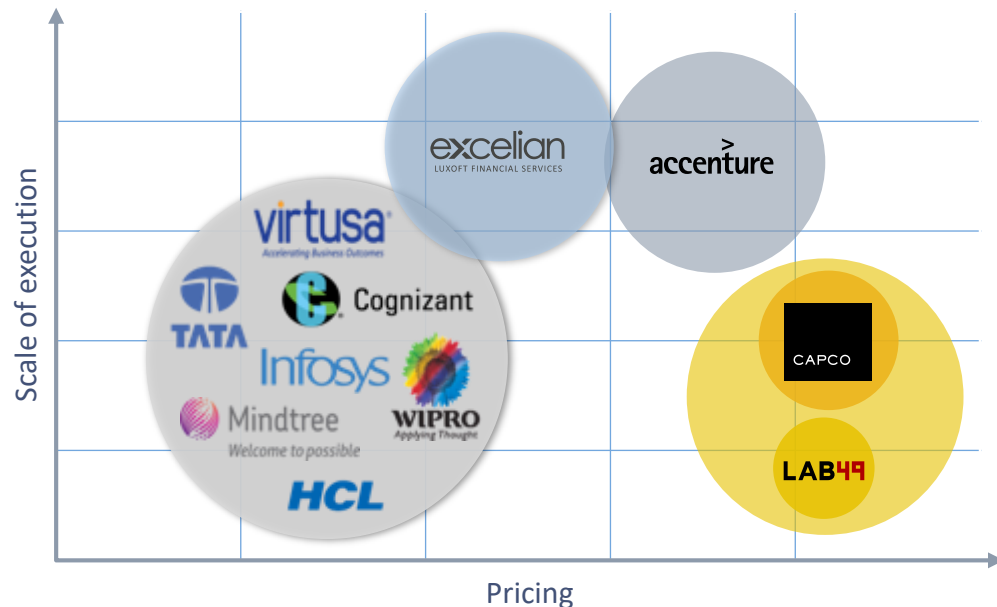 Scale of execution
excelian
LUXOFT FINANCIAL SERVICES
>
accenture
virtusa
Accelerating Business Outcomes
TATA
Cognizant
Infosys
WIPRO
Applying Thought
Mindtree
Welcome to possible
HCL
CAPCO
LAB49
Pricing